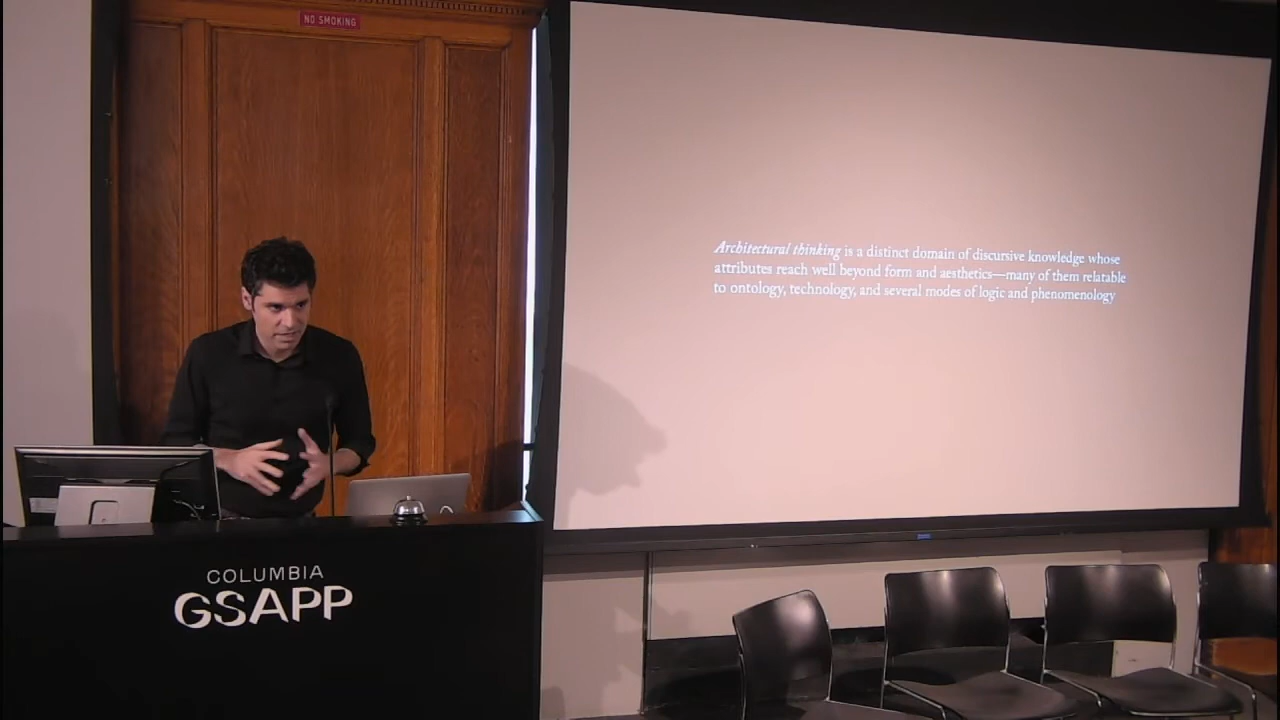 NO SMOKING
Architectural thinking is a distinct domain of discursive knowledge whose
attributes reach well beyond form and aesthetics—many of them relatable
to ontology, technology, and several modes of logic and phenomenology
COLUMBIA
GSAPP